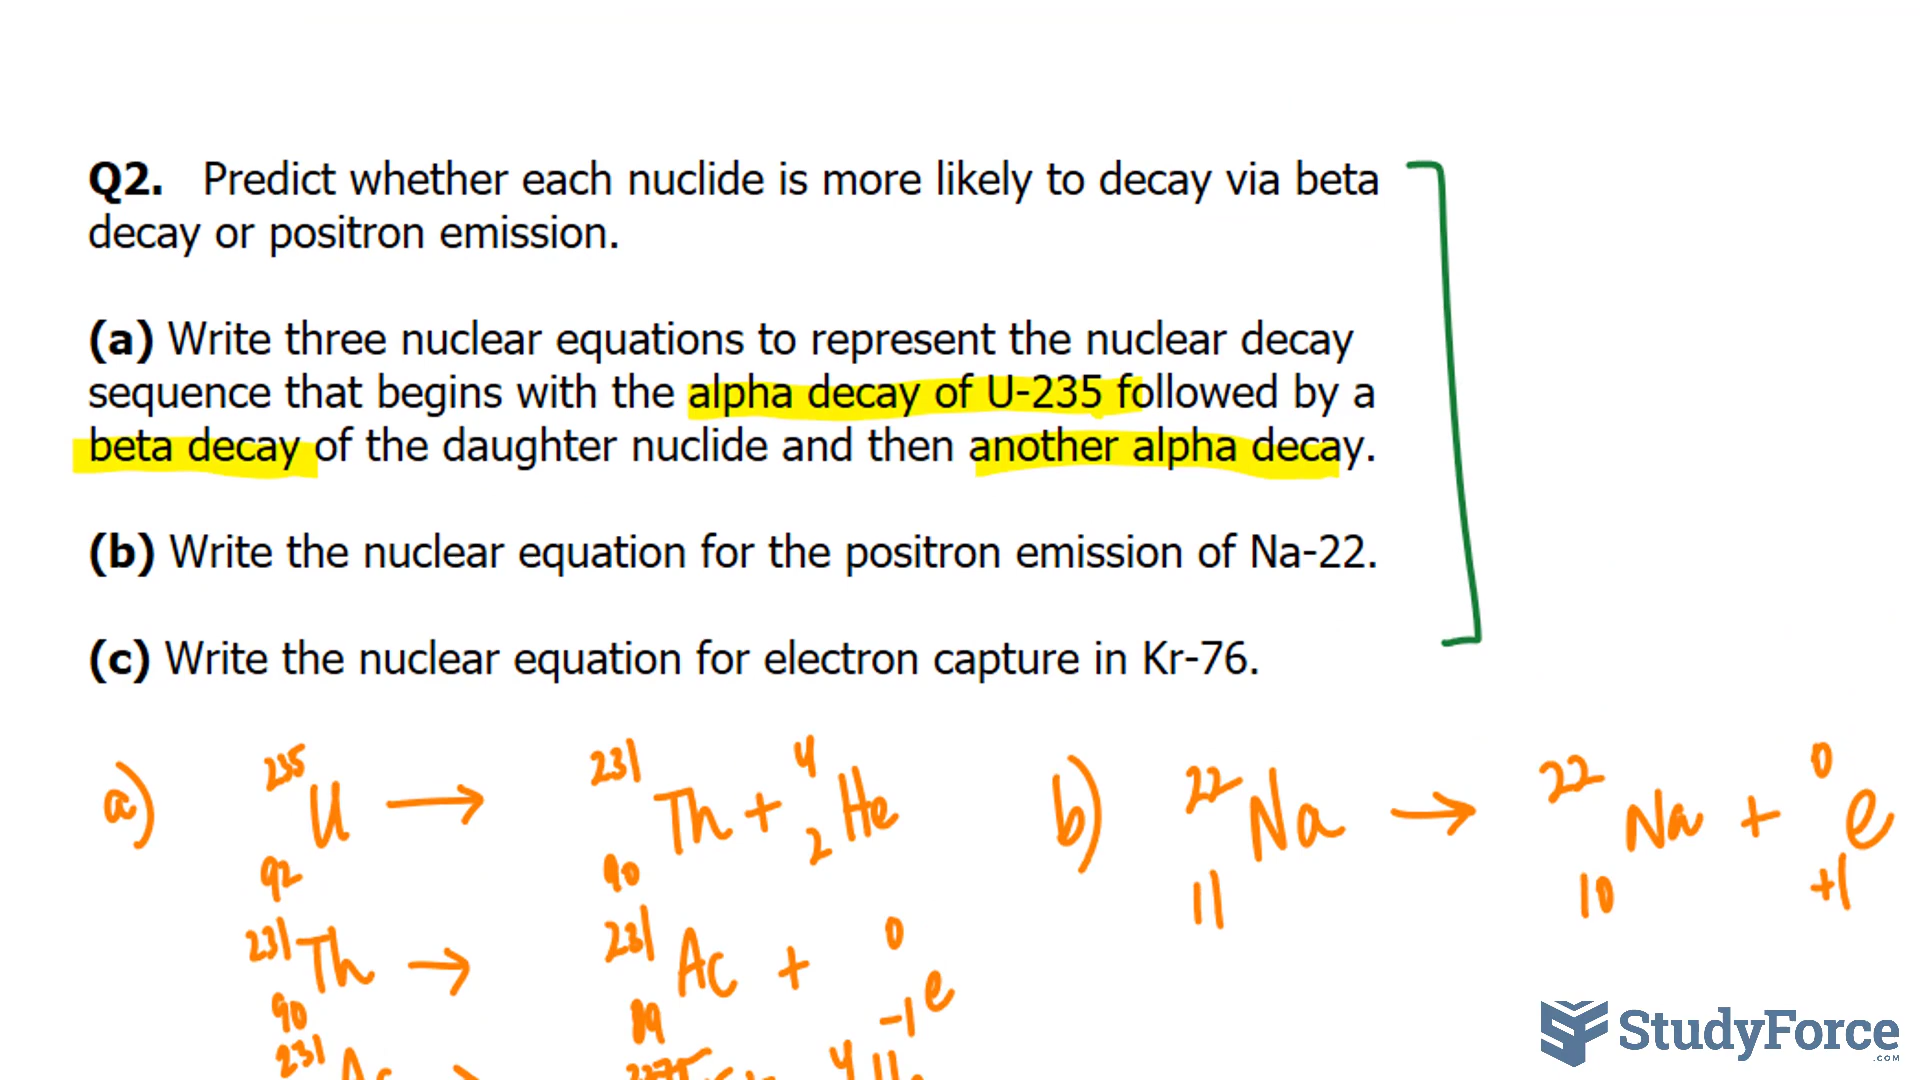 Q2. Predict whether each nuclide is more likely to decay via beta
decay or positron emission.
(a) Write three nuclear equations to represent the nuclear decay
sequence that begins with the alpha decay of U-235 followed by a
beta decay of the daughter nuclide and then another alpha decay.
(b) Write the nuclear equation for the positron emission of Na-22.
(c) Write the nuclear equation for electron capture in Kr-76.
a) 235 92 U → 231 90 Th + 4 2 He
231 90 Th → 231 89 Ac + 0 -1 e
231 Ac
b) 22 11 Na → 22 10 Na + 0 +1 e
StudyForce
.COM